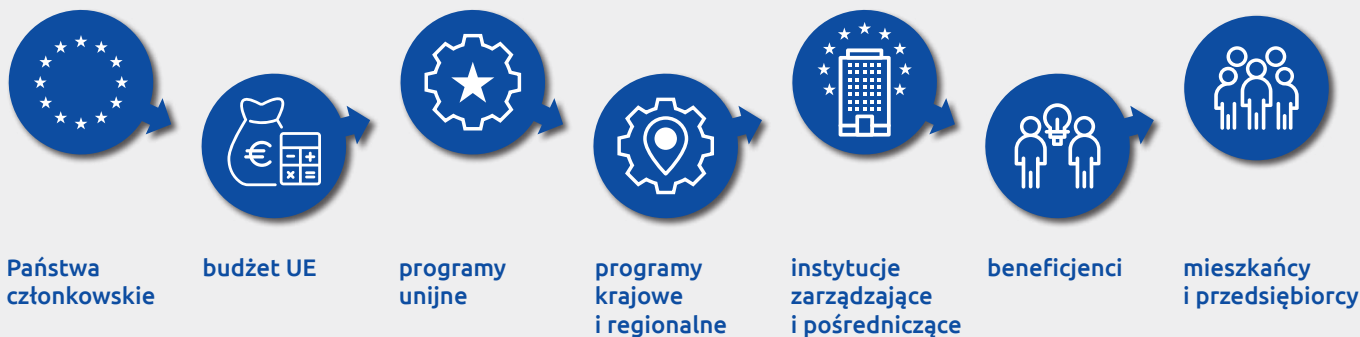 Państwa
członkowskie
budżet UE
programy
unijne
programy
krajowe
i regionalne
instytucje
zarządzające
i pośredniczące
beneficjenci
mieszkańcy
i przedsiębiorcy